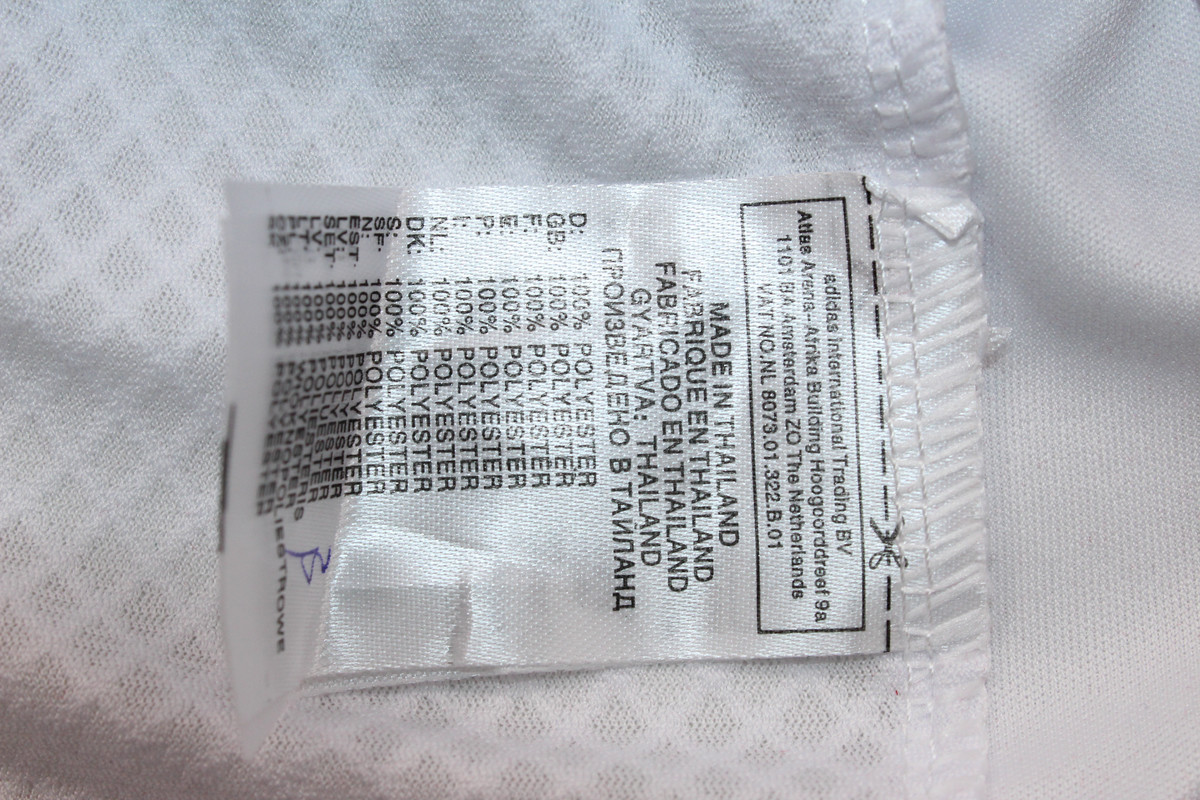 adidas International Trading BV
Atlas Arena - Afrika Building Hoogoorddreef 9a
1101 BA Amsterdam ZO The Netherlands
VAT NO.NL 8073.01.322.B.01
MADE IN THAILAND
FABRIQUE EN THAILAND
FABRICADO EN THAILAND
GYARTVA: THAILAND
ПРОИЗВЕДЕНО В ТАЙЛАНД
D: 100% POLYESTER
GB: 100% POLYESTER
F: 100% POLYESTER
E: 100% POLYESTER
P: 100% POLYESTER
I: 100% POLYESTER
NL: 100% POLYESTER
DK: 100% POLYESTER
S: 100% POLYESTER
SF: 100% POLYESTER
N: 100% POLYESTER